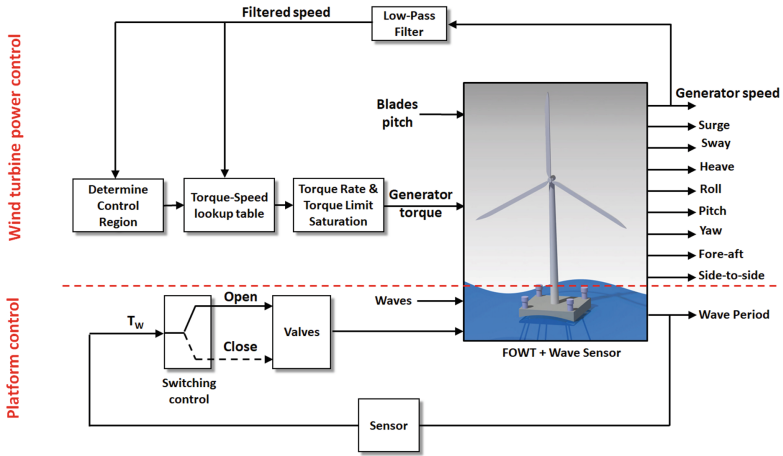 Wind turbine power control
Filtered speed
Low-Pass
Filter
Generator speed
Blades
pitch
Surge
Sway
Heave
Roll
Pitch
Yaw
Fore-aft
Side-to-side
Determine
Control
Region
Torque-Speed
lookup table
Torque Rate &
Torque Limit
Saturation
Generator
torque
Platform control
Tw
Open
Close
Switching
control
Valves
Waves
Wave Period
FOWT + Wave Sensor
Sensor